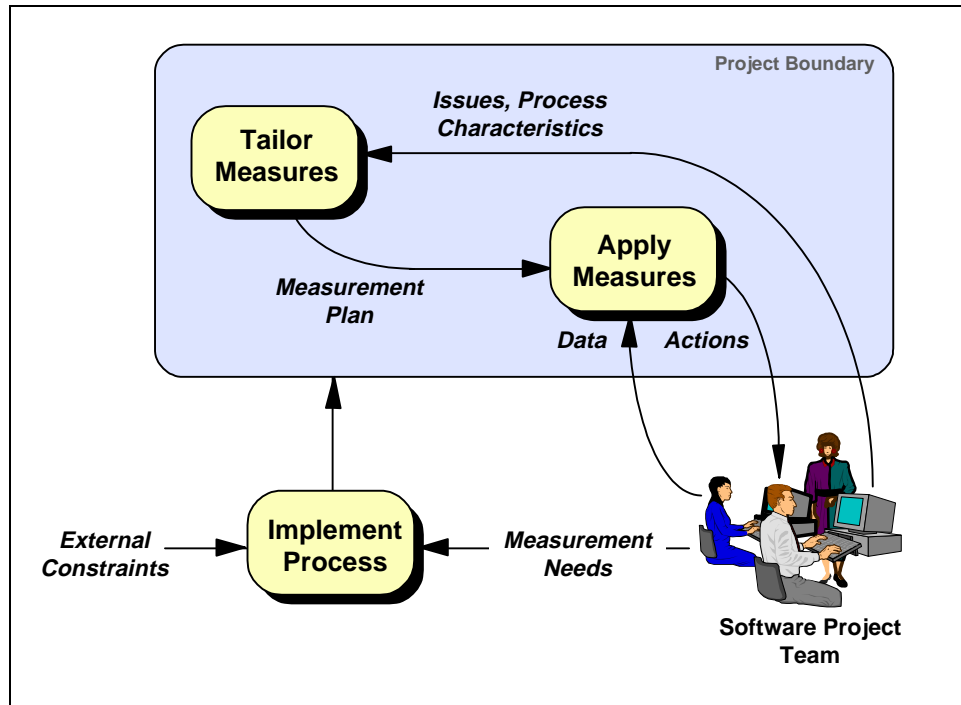 Project Boundary
Issues, Process
Characteristics
Tailor
Measures
Apply
Measures
Measurement
Plan
Data
Actions
Implement
Process
External
Constraints
Measurement
Needs
Software Project
Team